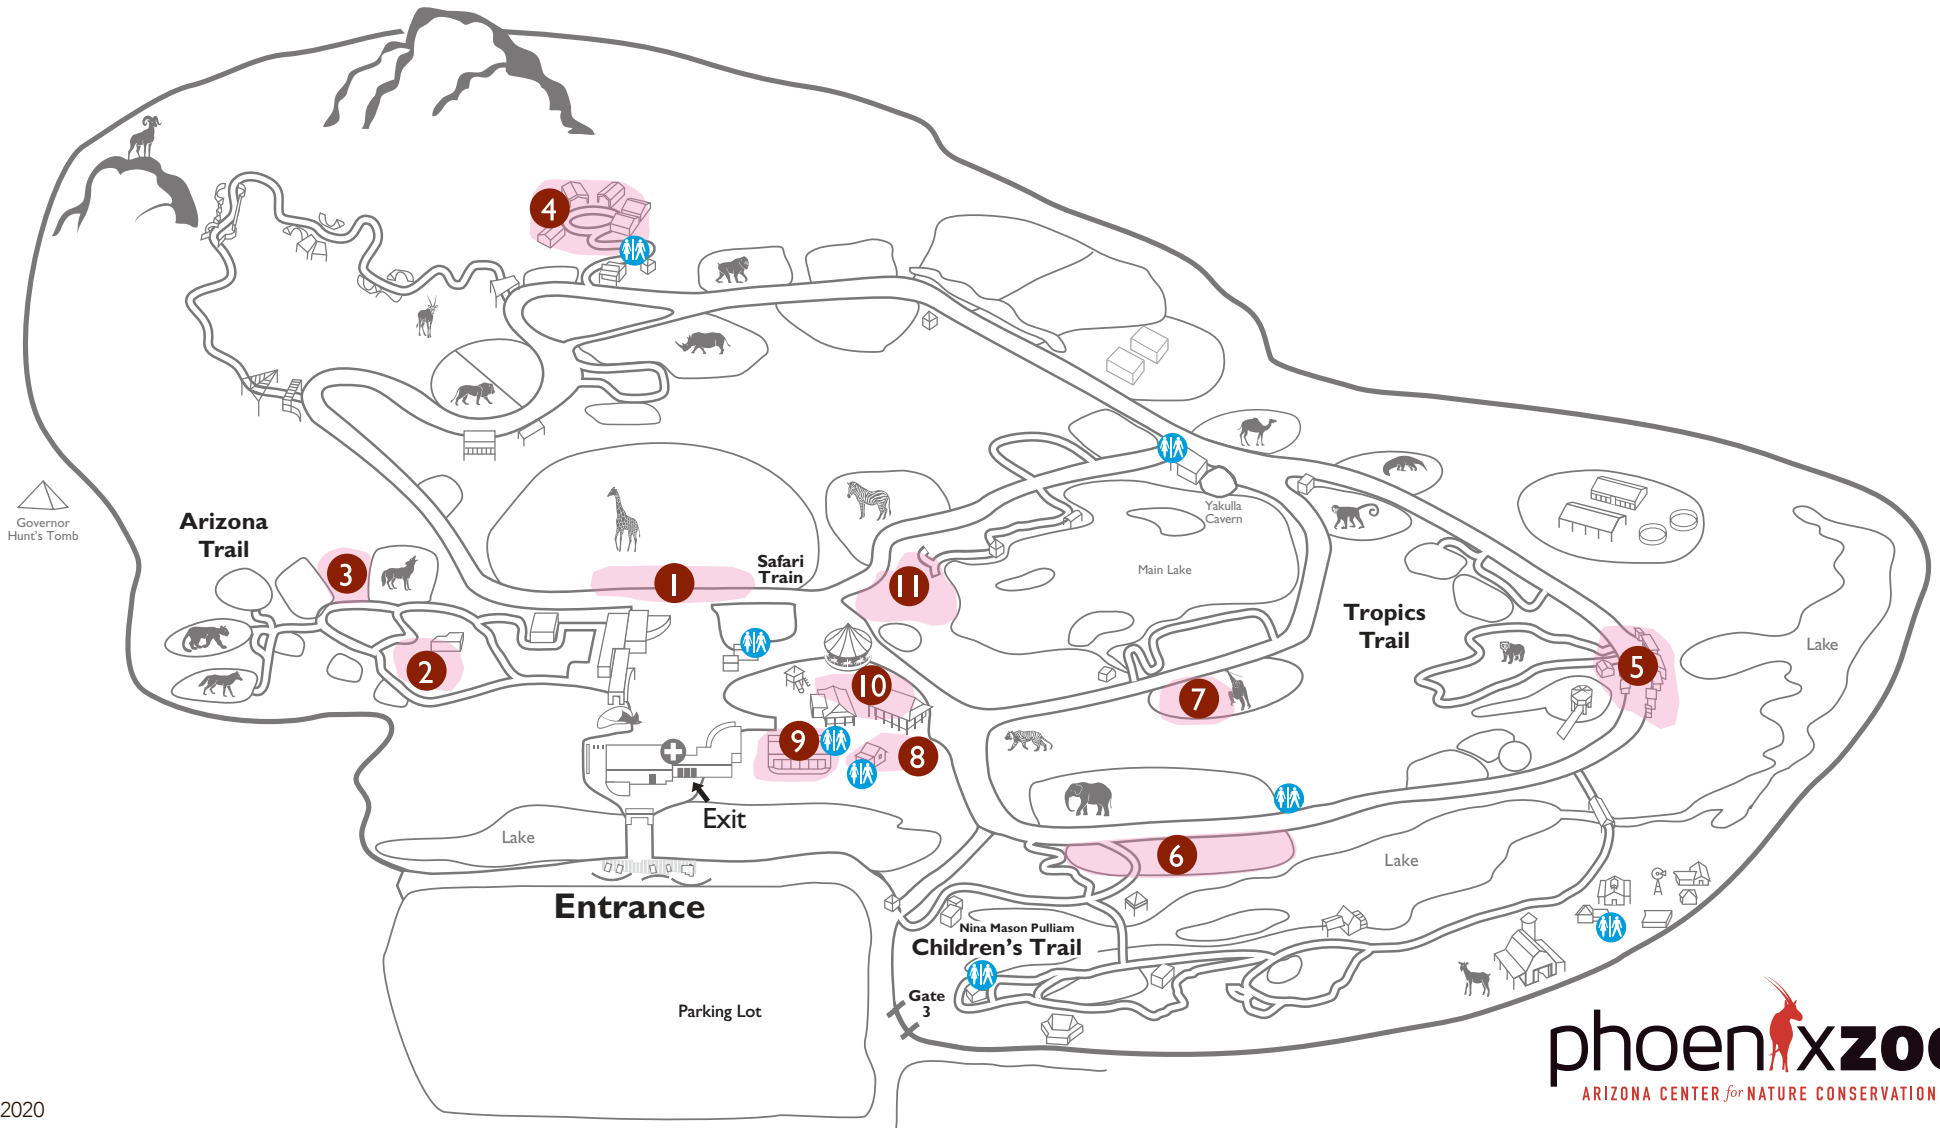 4
Governor
Hunt's Tomb
Arizona
Trail
3
2
1
Safari
Train
11
Yakulla
Cavern
Main Lake
Tropics
Trail
Lake
5
7
10
9
8
Exit
Lake
6
Lake
Entrance
Nina Mason Pulliam
Children's Trail
Gate
3
Parking Lot
phoenixzoo
ARIZONA CENTER for NATURE CONSERVATION
2020